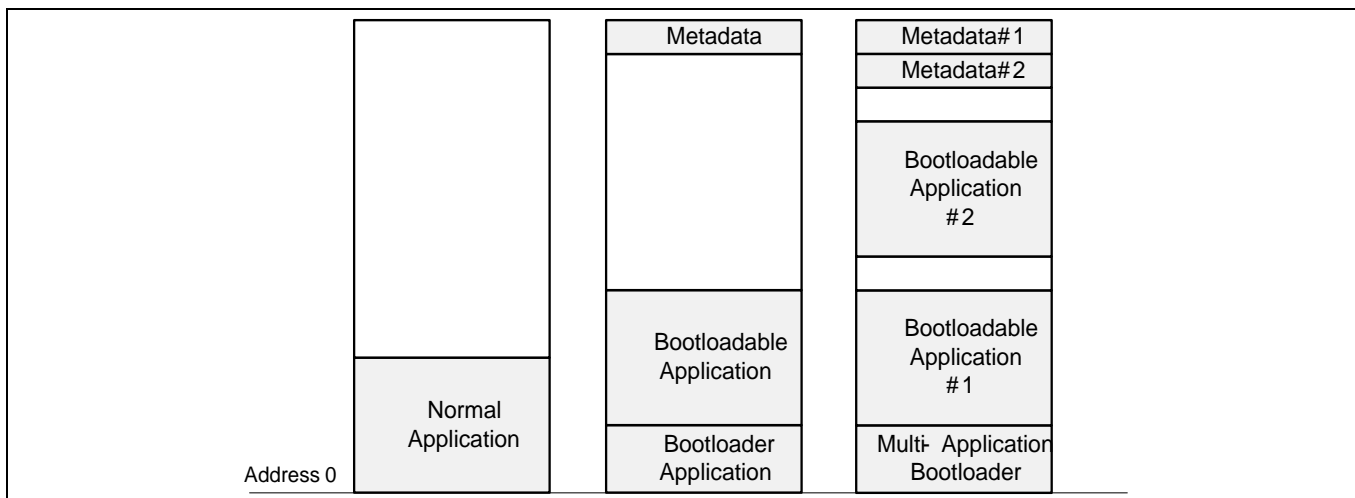 Metadata
Metadata#1
Metadata#2
Bootloadable
Application
#2
Bootloadable
Application
Bootloadable
Application
#1
Normal
Application
Bootloader
Application
Multi- Application
Bootloader
Address 0